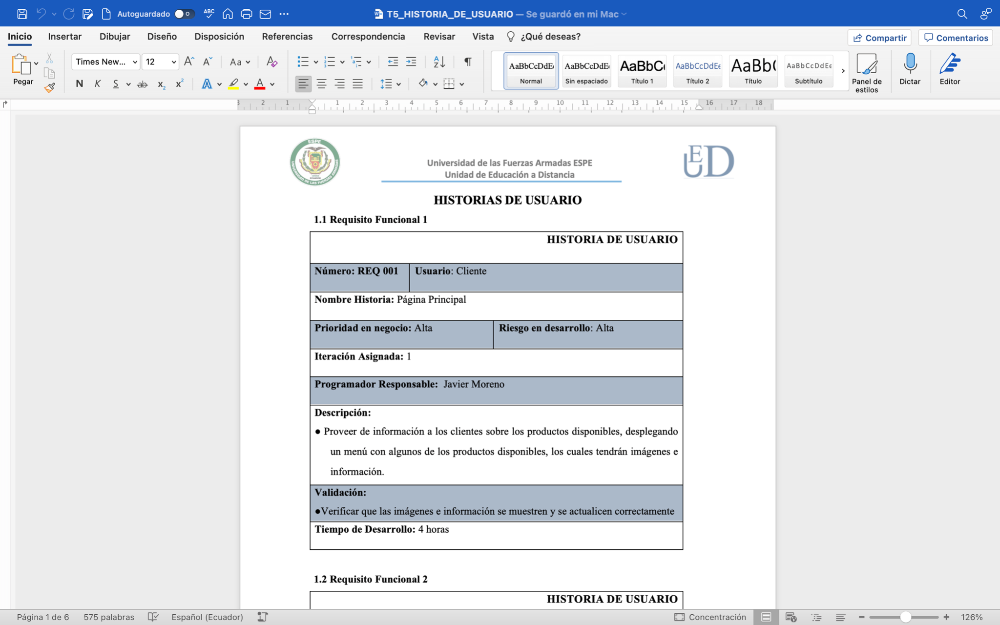 Autoguardado
ABC
T5_HISTORIA_DE_USUARIO — Se guardó en mi Mac
Inicio Insertar Dibujar Diseño Disposición Referencias Correspondencia Revisar Vista ¿Qué deseas? Compartir Comentarios
Pegar
Times New... 12 Aa
N K S ab x2 x2 A A
AaBbCcDdEe AaBbCcDdEe AaBbCc AaBbCcDdEe AaBb( AaBbCcDdEe
Normal Sin espaciado Título 1 Título 2 Título Subtítulo
Panel de estilos
Dictar
Editor
3 2 1 1 2 3 4 5 6 7 8 9 10 11 12 13 14 15 16 17 18
ESPE
UNIVERSIDAD DE LAS FUERZAS ARMADAS
ECUADOR
Universidad de las Fuerzas Armadas ESPE
Unidad de Educación a Distancia
UED
HISTORIAS DE USUARIO
1.1 Requisito Funcional 1
HISTORIA DE USUARIO
Número: REQ 001 Usuario: Cliente
Nombre Historia: Página Principal
Prioridad en negocio: Alta Riesgo en desarrollo: Alta
Iteración Asignada: 1
Programador Responsable: Javier Moreno
Descripción:
● Proveer de información a los clientes sobre los productos disponibles, desplegando
un menú con algunos de los productos disponibles, los cuales tendrán imágenes e
información.
Validación:
●Verificar que las imágenes e información se muestren y se actualicen correctamente
Tiempo de Desarrollo: 4 horas
1.2 Requisito Funcional 2
HISTORIA DE USUARIO
Página 1 de 6 575 palabras Español (Ecuador) Concentración 126%